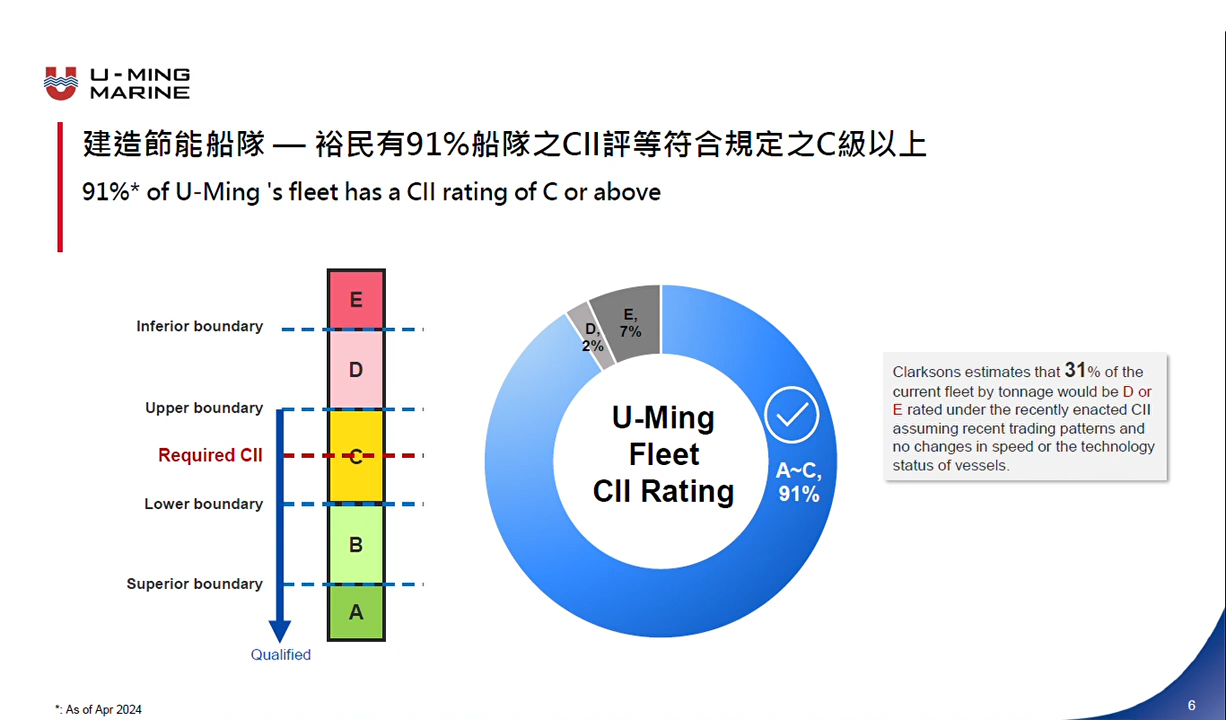 U-MING
MARINE
建造節能船隊 — 裕民有91%船隊之CII評等符合規定之C級以上
91%* of U-Ming 's fleet has a CII rating of C or above
E
Inferior boundary
D
Upper boundary
Required CII
C
Lower boundary
B
Superior boundary
A
Qualified
D,
2%
E,
7%
U-Ming
Fleet
CII Rating
A~C,
91%
Clarksons estimates that 31% of the
current fleet by tonnage would be D or
E rated under the recently enacted CII
assuming recent trading patterns and
no changes in speed or the technology
status of vessels.
*: As of Apr 2024
6